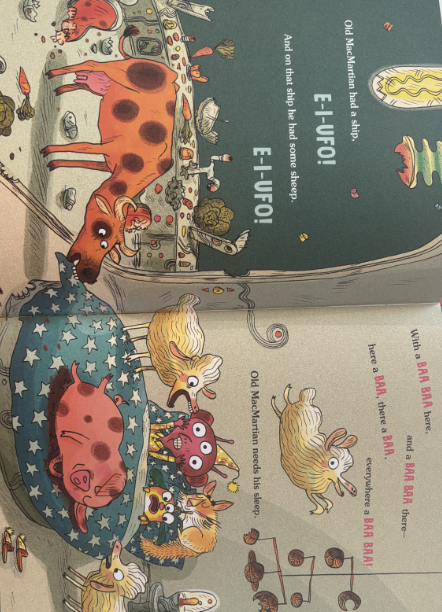 Old MacMartian had a ship,
E-I-UFO!
And on that ship he had some sheep.
E-I-UFO!
With a BAA BAA here,
and a BAA BAA there—
here a BAA, there a BAA,
everywhere a BAA BAA!
Old MacMartian needs his sleep.